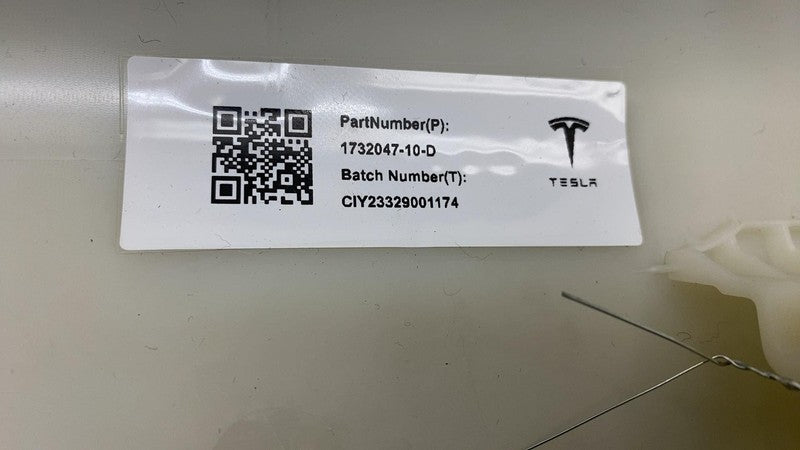 PartNumber(P):
1732047-10-D
Batch Number(T):
CIY23329001174
TESLA